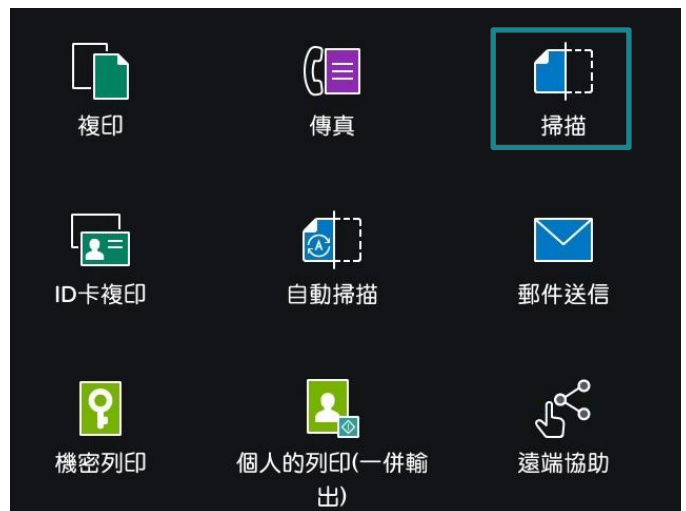 複印
傳真
掃描
ID卡複印
自動掃描
郵件送信
機密列印
個人的列印(一併輸
出)
遠端協助